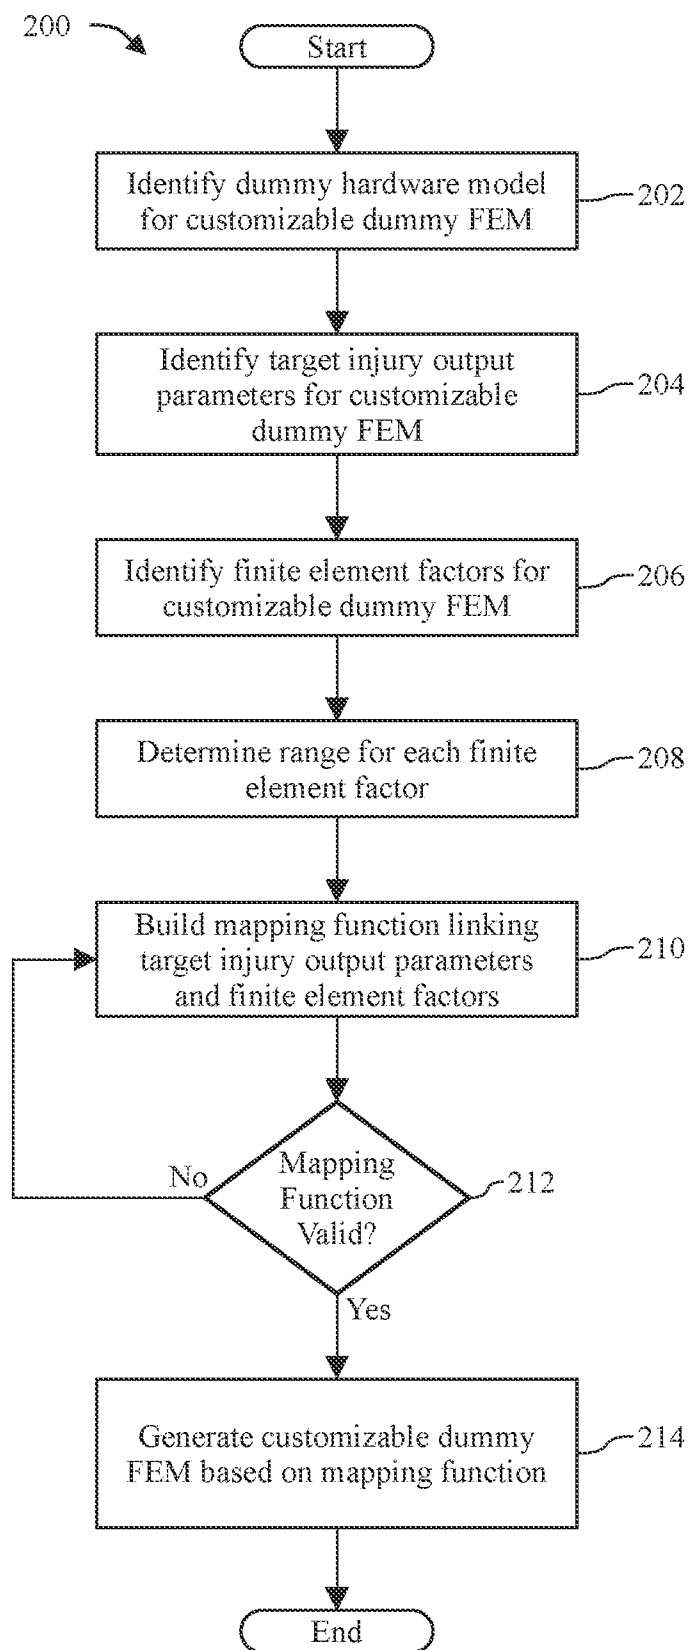 200
Start
Identify dummy hardware model
for customizable dummy FEM
202
Identify target injury output
parameters for customizable
dummy FEM
204
Identify finite element factors for
customizable dummy FEM
206
Determine range for each finite
element factor
208
Build mapping function linking
target injury output parameters
and finite element factors
210
No
Mapping
Function
Valid?
212
Yes
Generate customizable dummy
FEM based on mapping function
214
End